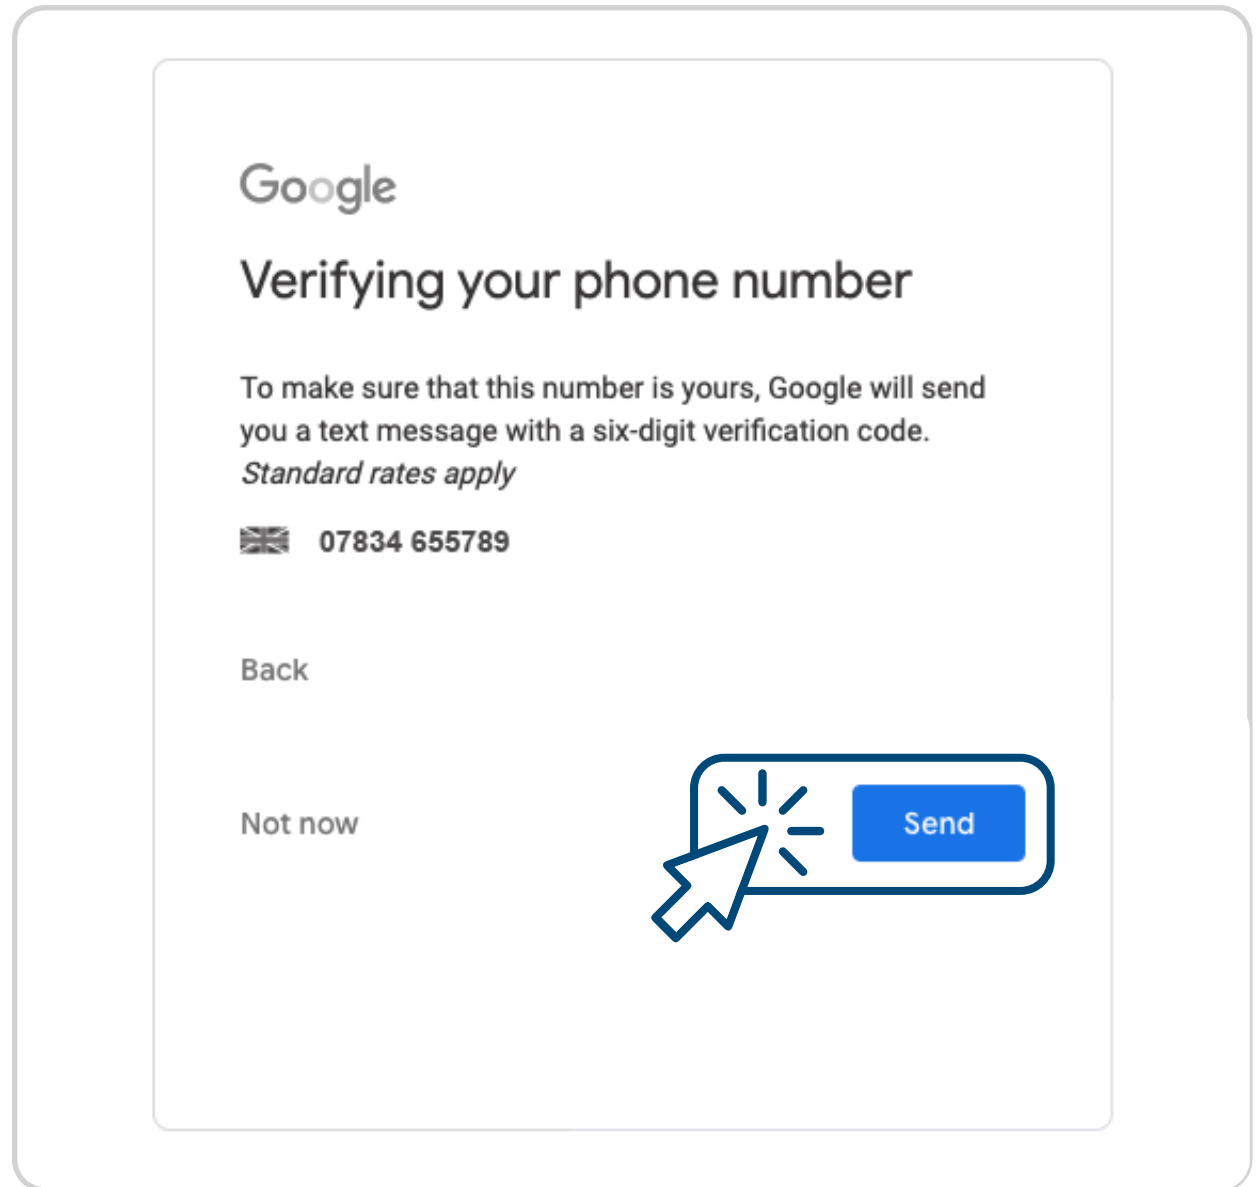 Google
Verifying your phone number
To make sure that this number is yours, Google will send
you a text message with a six-digit verification code.
Standard rates apply
07834 655789
Back
Not now
Send